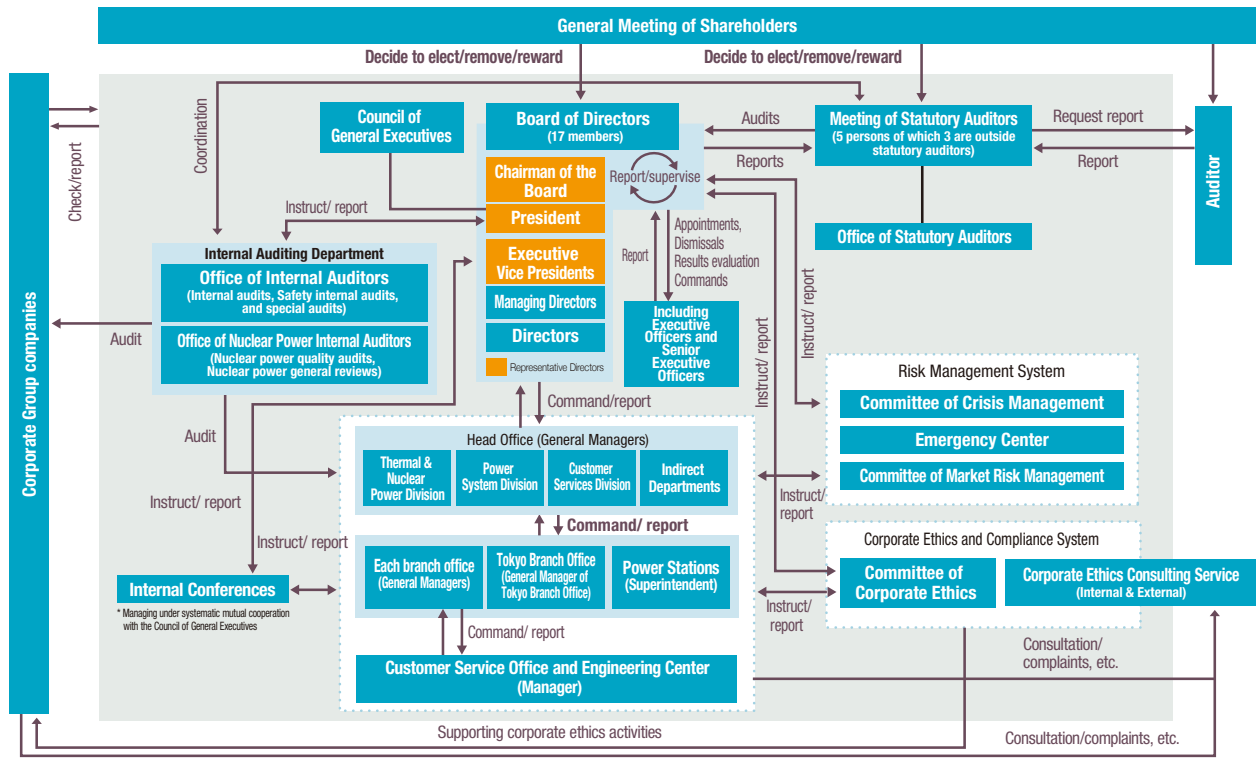 General Meeting of Shareholders
Decide to elect/remove/reward
Decide to elect/remove/reward
Corporate Group companies
Check/report
Coordination
Council of
General Executives
Board of Directors
(17 members)
Audits
Reports
Meeting of Statutory Auditors
(5 persons of which 3 are outside
statutory auditors)
Request report
Report
Auditor
Office of Statutory Auditors
Chairman of the
Board
President
Executive
Vice Presidents
Managing Directors
Directors
Representative Directors
Report/supervise
Report
Appointments,
Dismissals
Results evaluation
Commands
Including
Executive
Officers and
Senior
Executive
Officers
Instruct/ report
Internal Auditing Department
Office of Internal Auditors
(Internal audits, Safety internal audits,
and special audits)
Office of Nuclear Power Internal Auditors
(Nuclear power quality audits,
Nuclear power general reviews)
Audit
Audit
Instruct/ report
Instruct/ report
Instruct/ report
Command/report
Risk Management System
Committee of Crisis Management
Emergency Center
Committee of Market Risk Management
Head Office (General Managers)
Thermal &
Nuclear
Power Division
Power
System Division
Customer
Services Division
Indirect
Departments
Instruct/
report
Command/ report
Instruct/ report
Each branch office
(General Managers)
Tokyo Branch Office
(General Manager of
Tokyo Branch Office)
Power Stations
(Superintendent)
Internal Conferences
* Managing under systematic mutual cooperation
with the Council of General Executives
Corporate Ethics and Compliance System
Committee of
Corporate Ethics
Corporate Ethics Consulting Service
(Internal & External)
Instruct/
report
Command/ report
Customer Service Office and Engineering Center
(Manager)
Consultation/
complaints, etc.
Supporting corporate ethics activities
Consultation/complaints, etc.